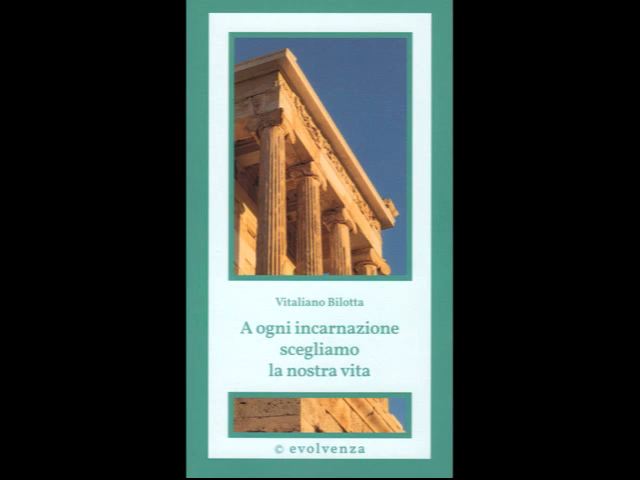 Vitaliano Bilotta
A ogni incarnazione
scegliamo
la nostra vita
© evolvenza